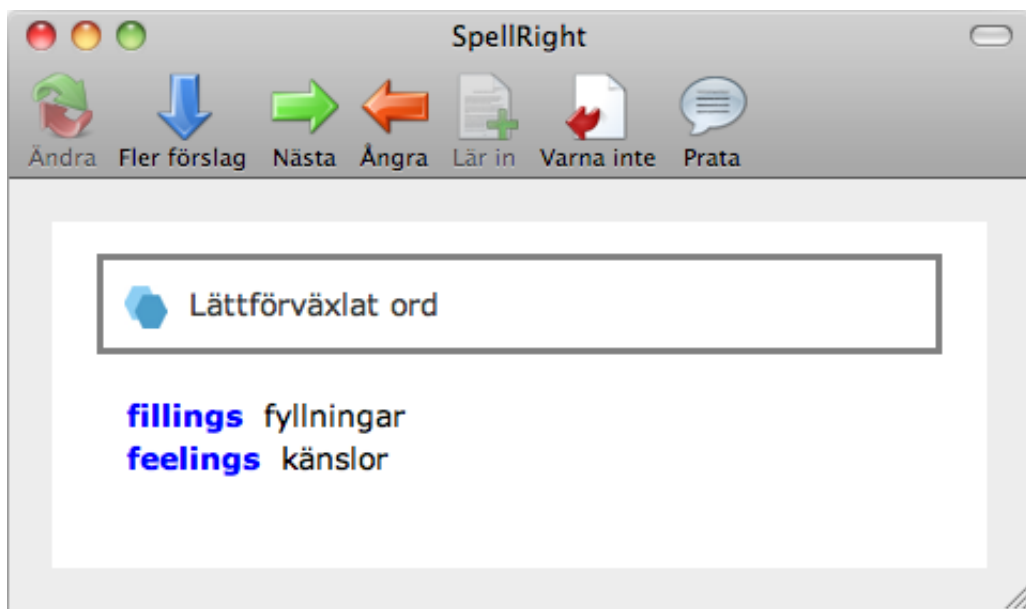 SpellRight
Ändra Fler förslag Nästa Ångra Lär in Varna inte Prata
Lättförväxlat ord
fillings fyllningar
feelings känslor